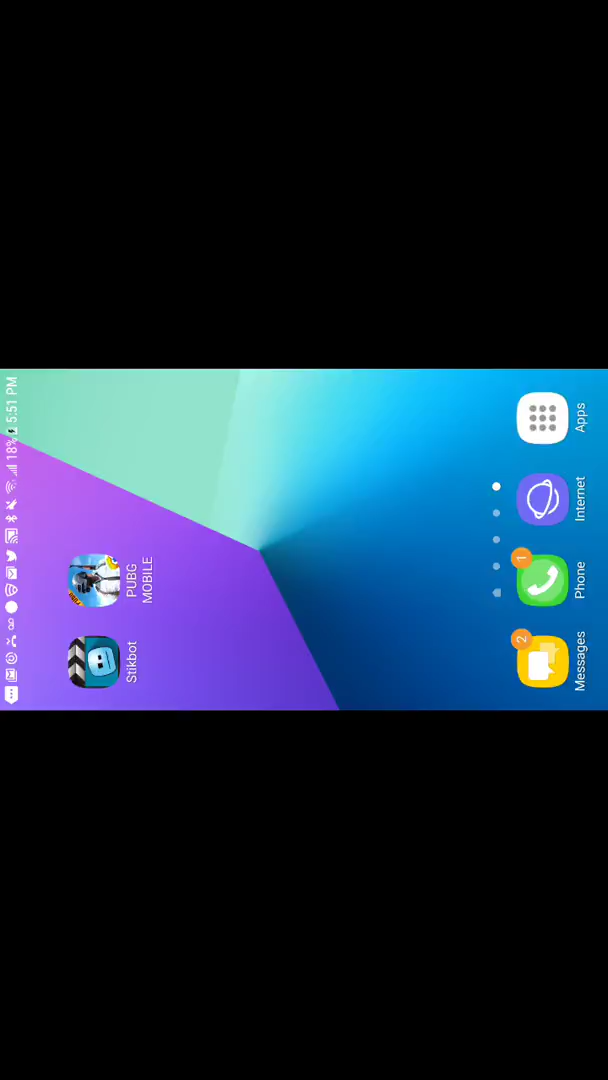 18% 5:51 PM
Stikbot
PUBG
MOBILE
2
1
Messages
Phone
Internet
Apps